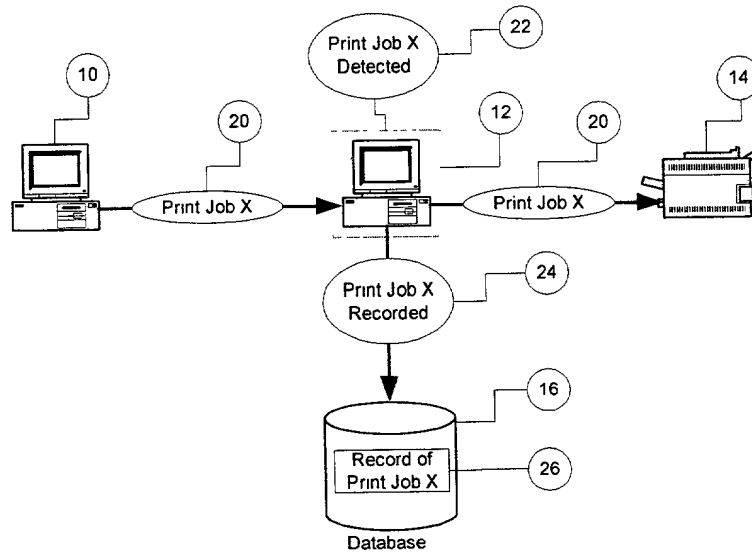 22
Print Job X
Detected
10
14
20
12
20
Print Job X
Print Job X
Print Job X
Recorded
24
16
Record of
Print Job X
26
Database